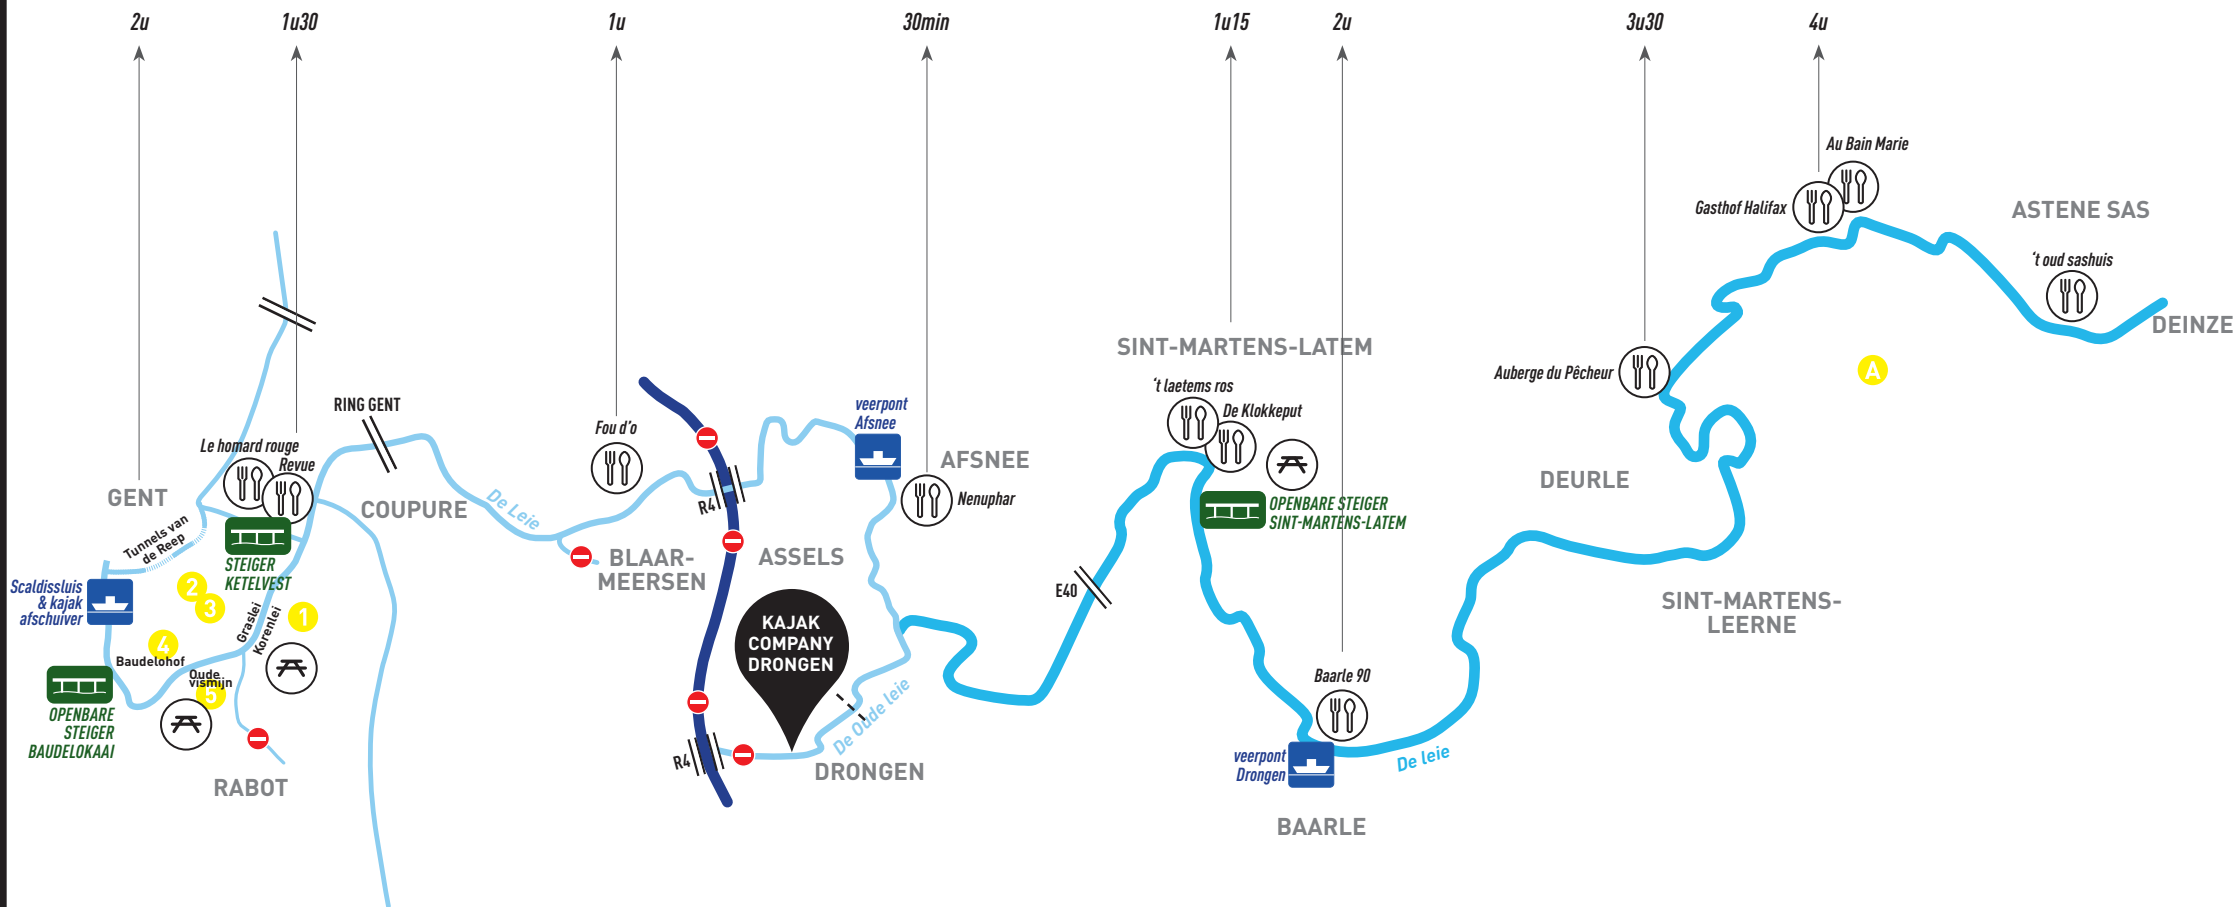 2u
1u30
1u
30min
1u15
2u
3u30
4u
Au Bain Marie
Gasthof Halifax
ASTENE SAS
't oud sashuis
DEINZE
SINT-MARTENS-LATEM
Auberge du Pêcheur
A
't laetems ros
De Klokkeput
RING GENT
veerpont
Afsnee
Fou d'o
Le homard rouge
Revue
AFSNEE
Nenuphar
GENT
COUPURE
De Leie
R4
OPENBARE STEIGER
SINT-MARTENS-LATEM
DEURLE
Tunnels van
de Reep
STEIGER
KETELVEST
BLAAR-
MEERSEN
ASSELS
Scaldissluis
& kajak
afschuiver
2
3
1
E40
SINT-MARTENS-
LEERNE
Graslei
Korenlei
KAJAK
COMPANY
DRONGEN
4
Baudelohof
Oude
vismijn
5
Baarle 90
OPENBARE
STEIGER
BAUDELOKAAI
De Oude leie
R4
veerpont
Drongen
De leie
RABOT
DRONGEN
BAARLE